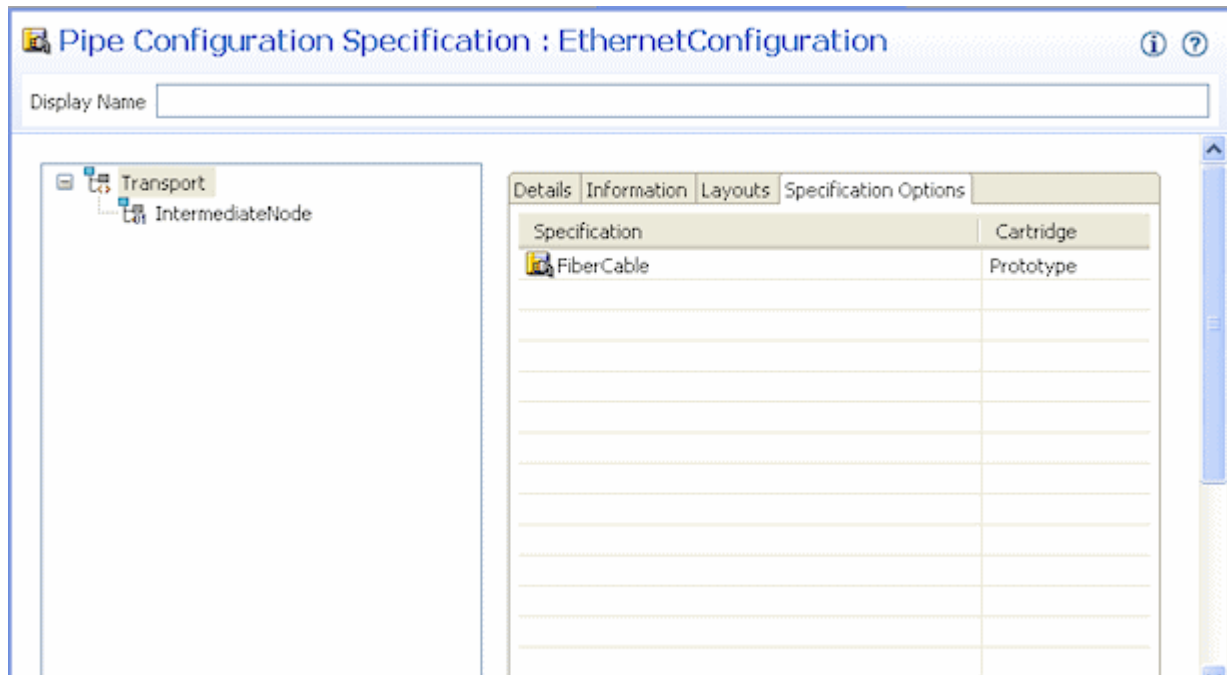 Pipe Configuration Specification : EthernetConfiguration
Display Name
Transport
IntermediateNode
Details Information Layouts Specification Options
Specification Cartridge
FiberCable Prototype